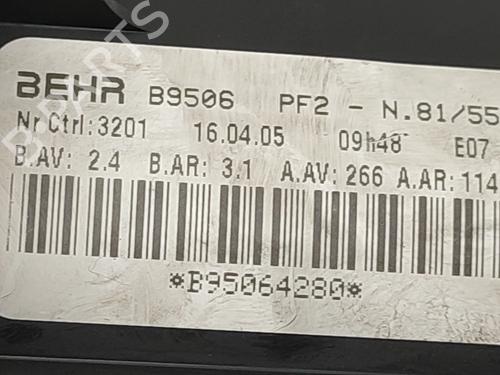 BEHR B9506 PF2 - N.81/55
Nr Ctrl:3201 16.04.05 09h48 E07
B.AV: 2.4 B.AR: 3.1 A.AV: 266 A.AR: 114
*B95064280*
B PARTS